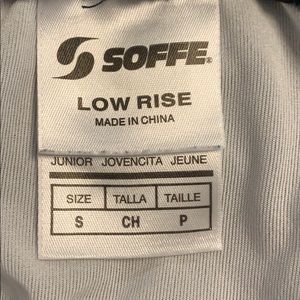 SOFFE®
LOW RISE
MADE IN CHINA
JUNIOR JOVENCITA JEUNE
SIZE TALLA TAILLE
S CH P